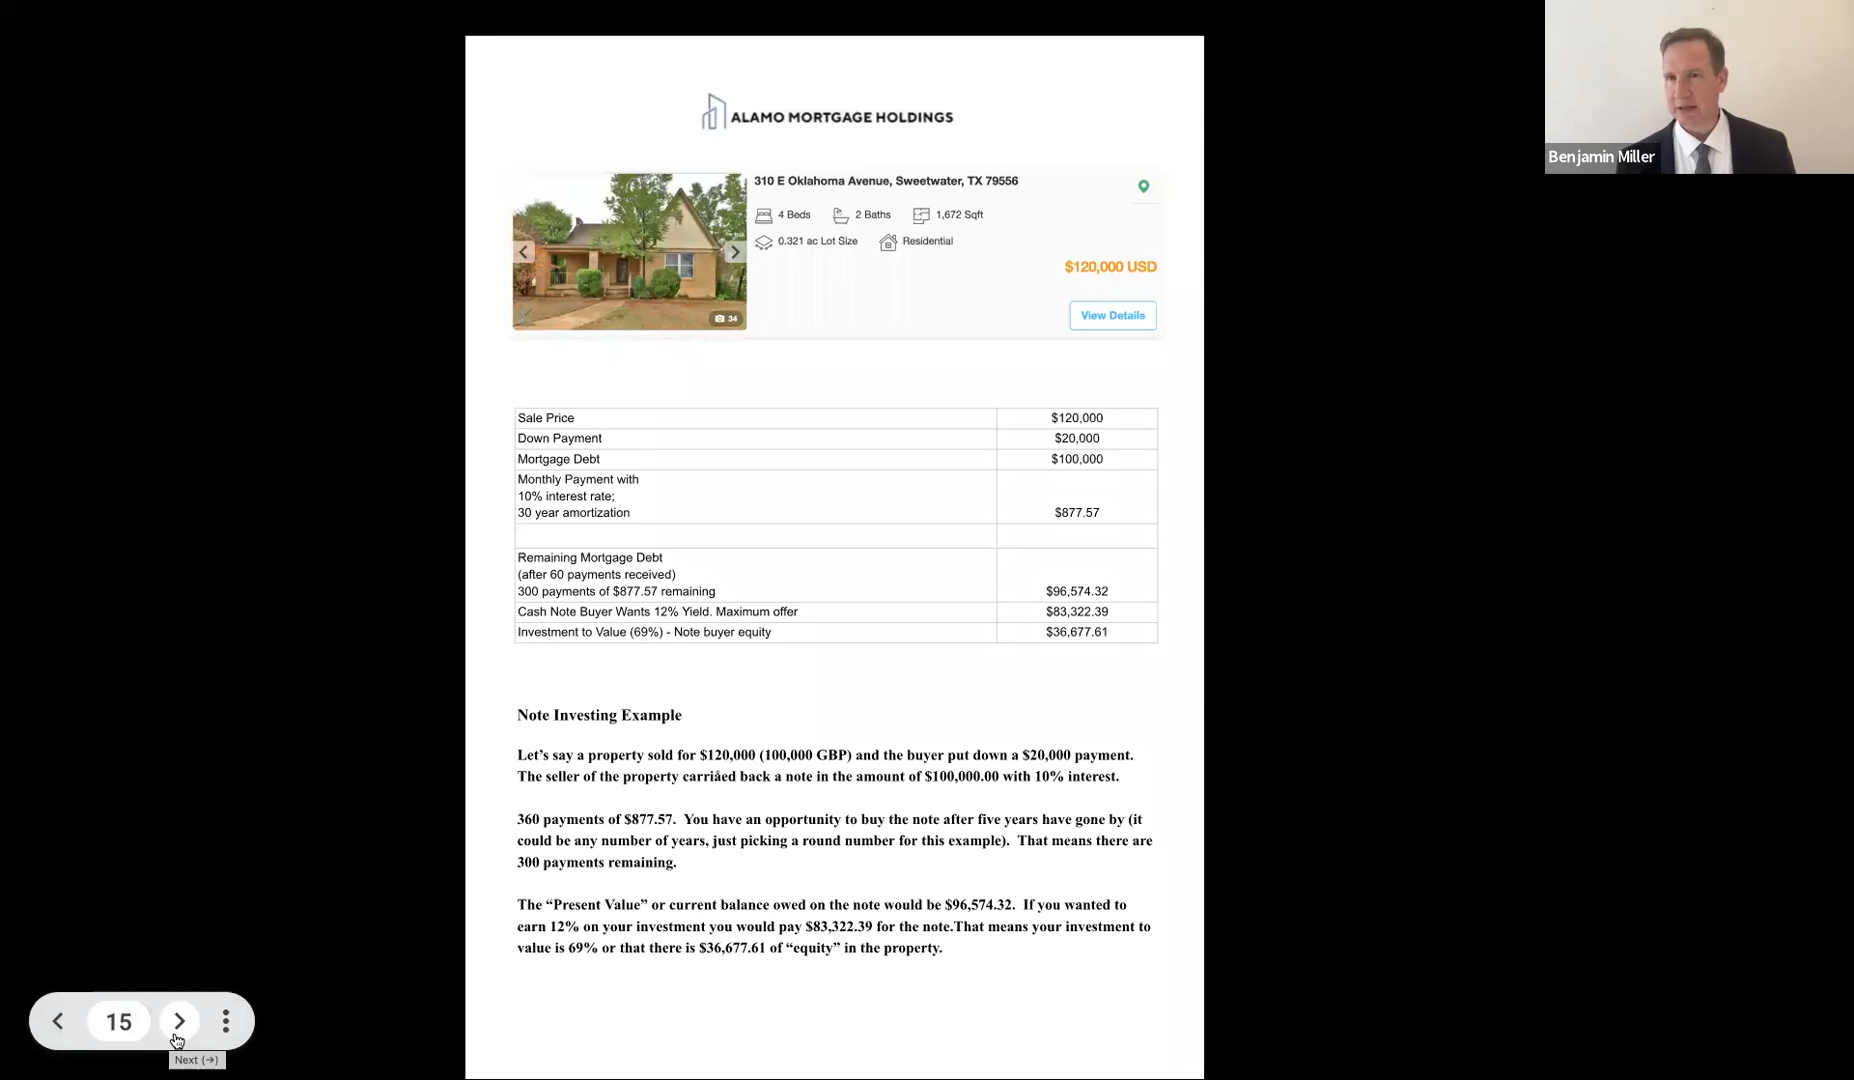 ALAMO MORTGAGE HOLDINGS
Benjamin Miller
310 E Oklahoma Avenue, Sweetwater, TX 79556
4 Beds 2 Baths 1,672 Sqft
0.321 ac Lot Size Residential
$120,000 USD
View Details
34
Sale Price $120,000
Down Payment $20,000
Mortgage Debt $100,000
Monthly Payment with
10% interest rate;
30 year amortization $877.57
Remaining Mortgage Debt
(after 60 payments received)
300 payments of $877.57 remaining $96,574.32
Cash Note Buyer Wants 12% Yield. Maximum offer $83,322.39
Investment to Value (69%) - Note buyer equity $36,677.61
Note Investing Example
Let’s say a property sold for $120,000 (100,000 GBP) and the buyer put down a $20,000 payment.
The seller of the property carriåed back a note in the amount of $100,000.00 with 10% interest.
360 payments of $877.57. You have an opportunity to buy the note after five years have gone by (it
could be any number of years, just picking a round number for this example). That means there are
300 payments remaining.
The “Present Value” or current balance owed on the note would be $96,574.32. If you wanted to
earn 12% on your investment you would pay $83,322.39 for the note.That means your investment to
value is 69% or that there is $36,677.61 of “equity” in the property.
15
Next (→)